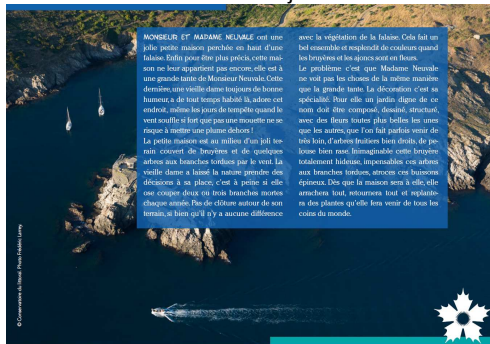 MONSIEUR ET MADAME NEUVALE ont une
jolie petite maison perchée en haut d'une
falaise. Enfin pour être plus précis, cette mai-
son ne leur appartient pas encore, elle est à
une grande tante de Monsieur Neuvale. Cette
dernière, une vieille dame toujours de bonne
humeur, a de tout temps habité là, adore cet
endroit, même les jours de tempête quand le
vent souffle si fort que pas une mouette ne se
risque à mettre une plume dehors !
La petite maison est au milieu d'un joli ter-
rain couvert de bruyères et de quelques
arbres aux branches tordues par le vent. La
vieille dame a laissé la nature prendre des
décisions à sa place, c'est à peine si elle
ose couper deux ou trois branches mortes
chaque année. Pas de clôture autour de son
terrain, si bien qu'il n'y a aucune différence
avec la végétation de la falaise. Cela fait un
bel ensemble et resplendit de couleurs quand
les bruyères et les ajoncs sont en fleurs.
Le problème c'est que Madame Neuvale
ne voit pas les choses de la même manière
que la grande tante. La décoration c'est sa
spécialité. Pour elle un jardin digne de ce
nom doit être composé, dessiné, structuré,
avec des fleurs toutes plus belles les unes
que les autres, que l'on fait parfois venir de
très loin, d'arbres fruitiers bien droits, de pe-
louse bien rase. Inimaginable cette bruyère
totalement hideuse, impensables ces arbres
aux branches tordues, atroces ces buissons
épineux. Dès que la maison sera à elle, elle
arrachera tout, retournera tout et replante-
ra des plantes qu'elle fera venir de tous les
coins du monde.
© Conservatoire du littoral. Photo Frédéric Larrey.